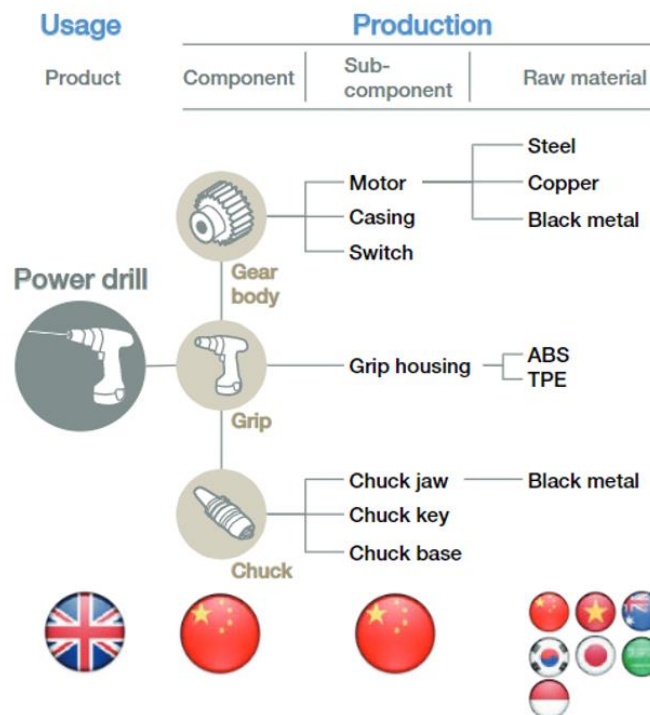 Usage
Production
Product
Component
Sub-
component
Raw material
Power drill
Gear
body
Motor
Casing
Switch
Steel
Copper
Black metal
Grip
Grip housing
ABS
TPE
Chuck
Chuck jaw
Chuck key
Chuck base
Black metal